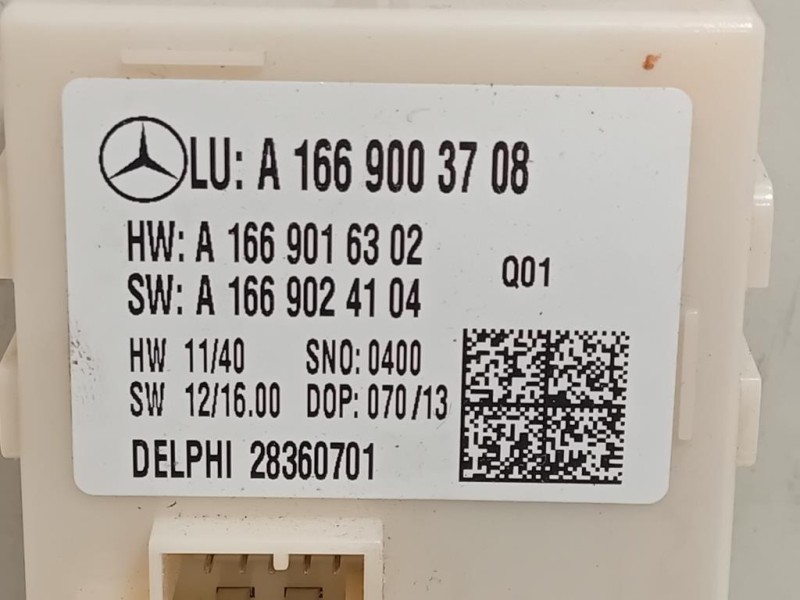 LU: A 166 900 37 08
HW: A 166 901 63 02
SW: A 166 902 41 04
Q01
HW 11/40 SNO: 0400
SW 12/16.00 DOP: 070/13
DELPHI 28360701